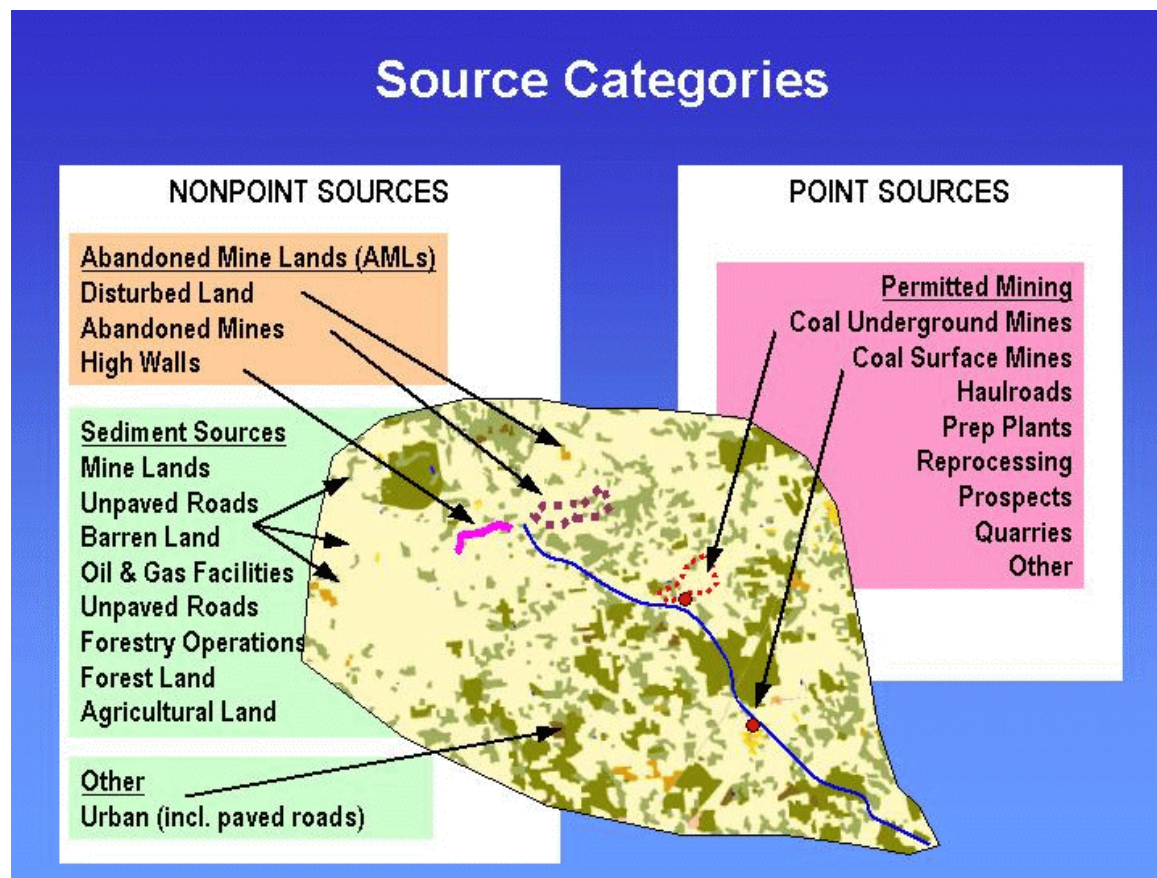 Source Categories
NONPOINT SOURCES
Abandoned Mine Lands (AMLs)
Disturbed Land
Abandoned Mines
High Walls
Sediment Sources
Mine Lands
Unpaved Roads
Barren Land
Oil & Gas Facilities
Unpaved Roads
Forestry Operations
Forest Land
Agricultural Land
Other
Urban (incl. paved roads)
POINT SOURCES
Permitted Mining
Coal Underground Mines
Coal Surface Mines
Haulroads
Prep Plants
Reprocessing
Prospects
Quarries
Other